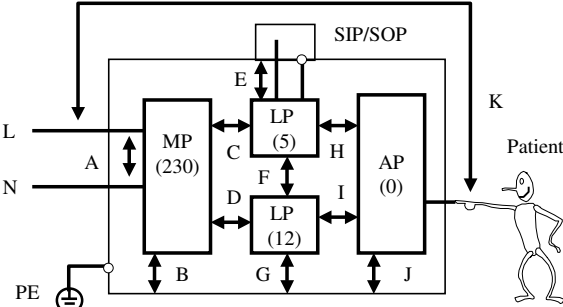 SIP/SOP
E
K
L
MP
(230)
LP
(5)
AP
(0)
Patient
A
C
H
N
F
D
I
LP
(12)
PE
B
G
J